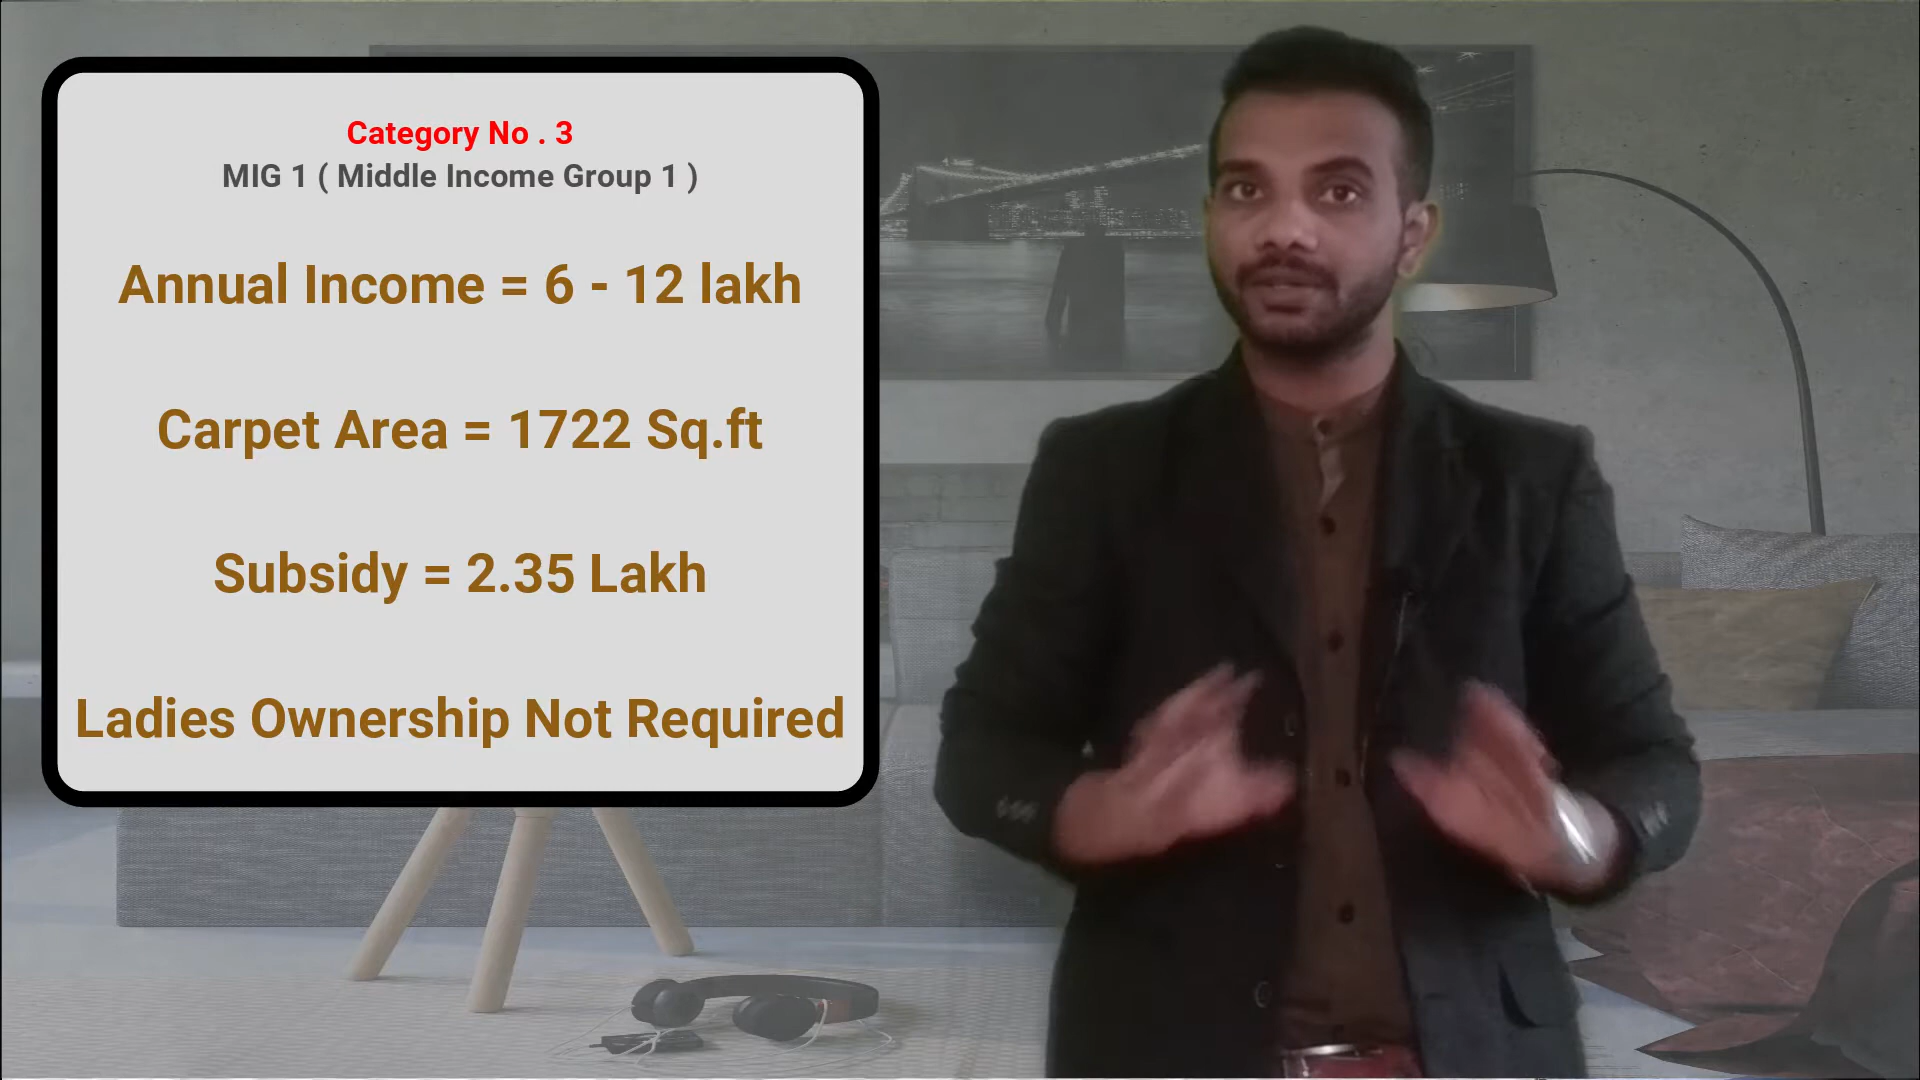 Category No . 3
MIG 1 ( Middle Income Group 1 )
Annual Income = 6 - 12 lakh
Carpet Area = 1722 Sq.ft
Subsidy = 2.35 Lakh
Ladies Ownership Not Required